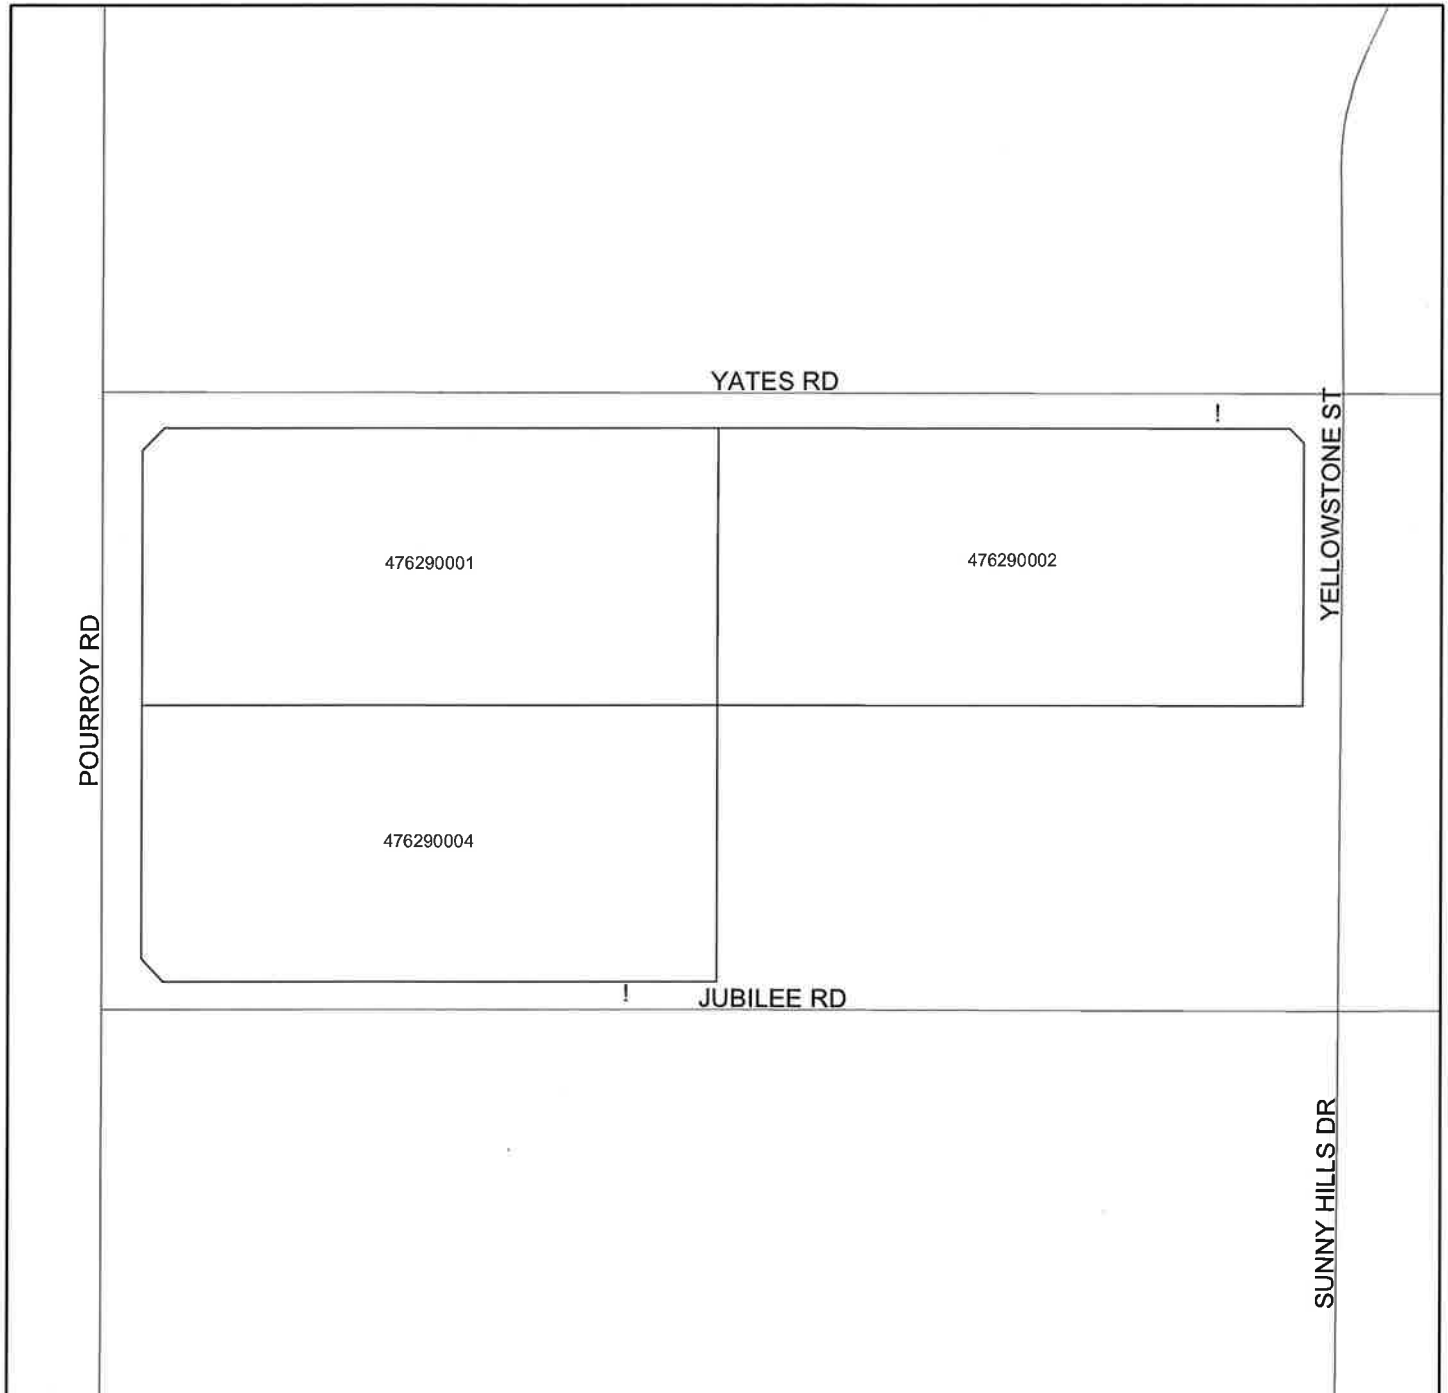 YATES RD
!
YELLOWSTONE ST
476290001
476290002
POURROY RD
476290004
!
JUBILEE RD
SUNNY HILLS DR